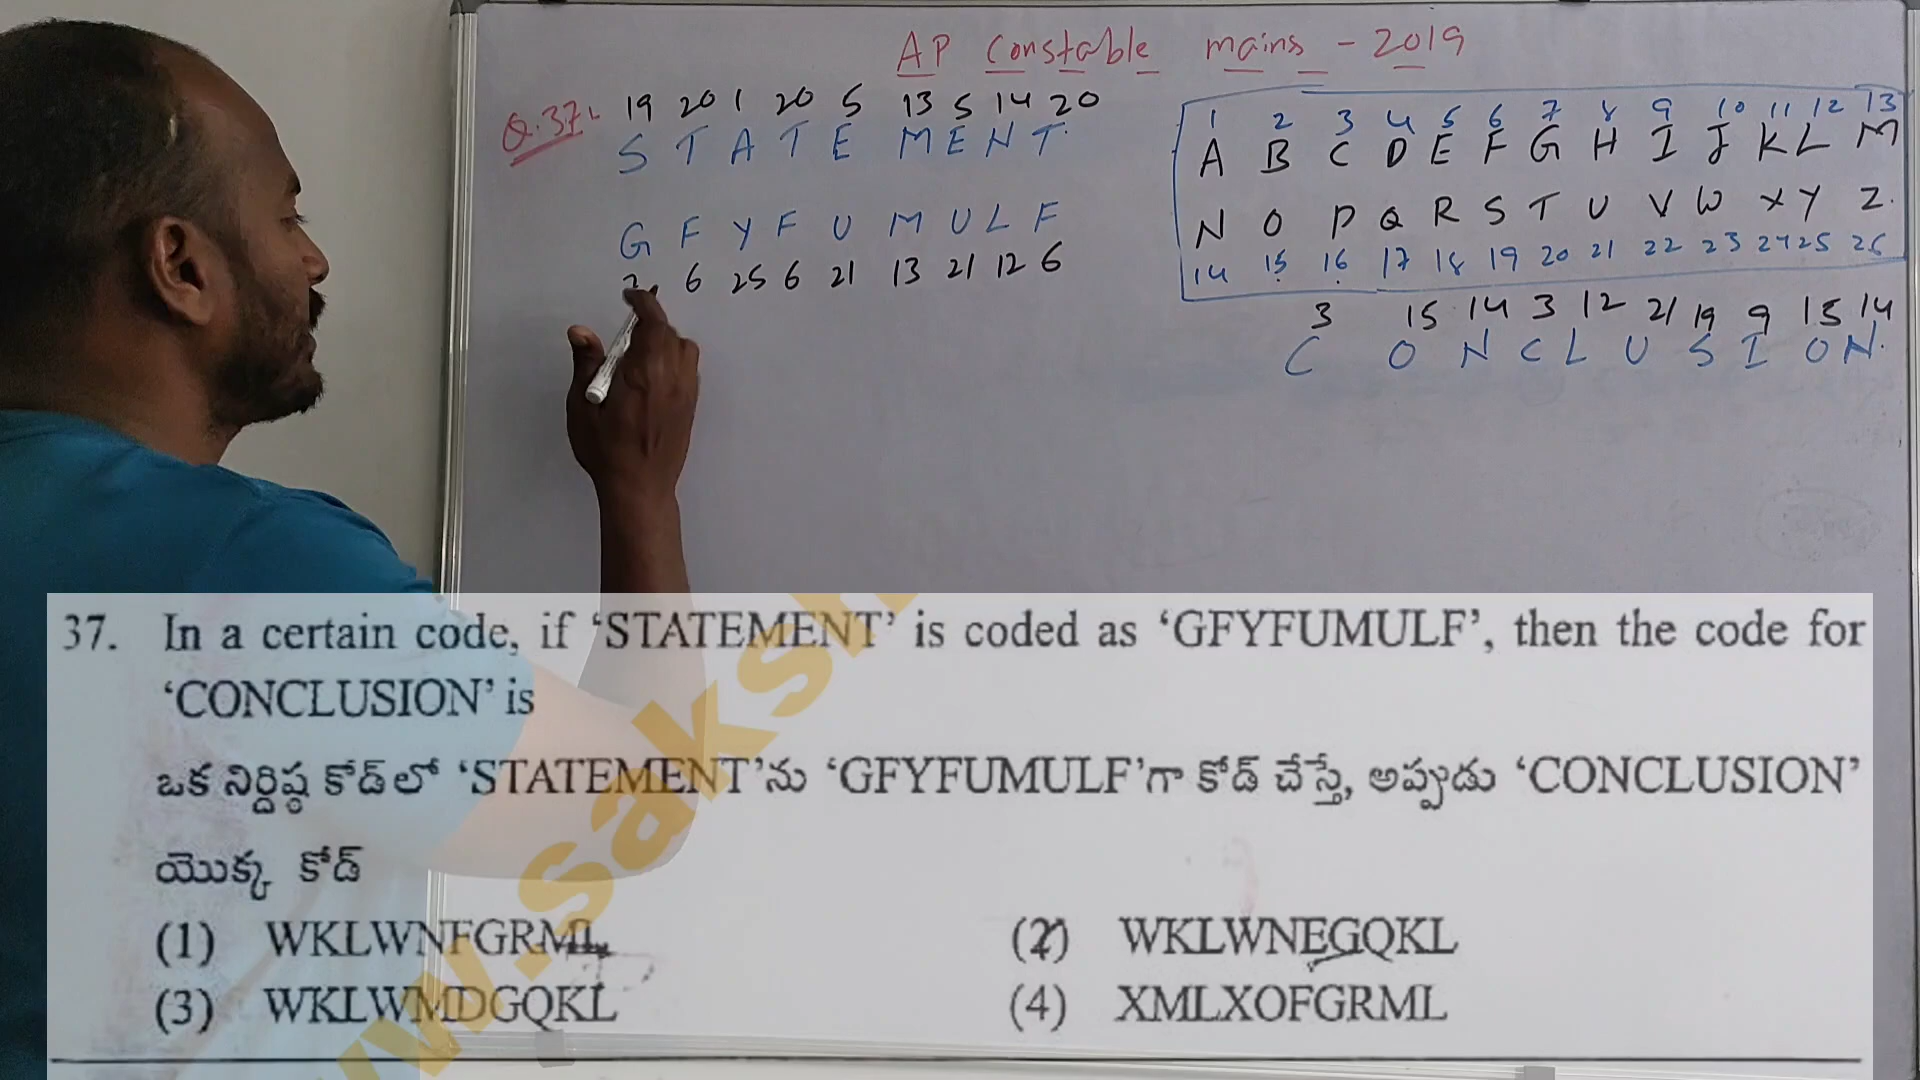 AP Constable mains - 2019
Q.37.
19 20 1 20 5 13 5 14 20
S T A T E M E N T.
G F Y F U M U L F
6 25 6 21 13 21 12 6
1 2 3 4 5 6 7 8 9 10 11 12 13
A B C D E F G H I J K L M
N O P Q R S T U V W X Y Z.
14 15 16 17 18 19 20 21 22 23 24 25 26
3 15 14 3 12 21 19 9 15 14
C O N C L U S I O N.
37. In a certain code, if ‘STATEMENT’ is coded as ‘GFYFUMULF’, then the code for
‘CONCLUSION’ is
ఒక నిర్దిష్ఠ కోడ్‌లో ‘STATEMENT’ను ‘GFYFUMULF’గా కోడ్ చేస్తే, అప్పుడు ‘CONCLUSION’
యొక్క కోడ్
(1) WKLWNFGRML
(2) WKLWNEGQKL
(3) WKLWMDGQKL
(4) XMLXOFGRML